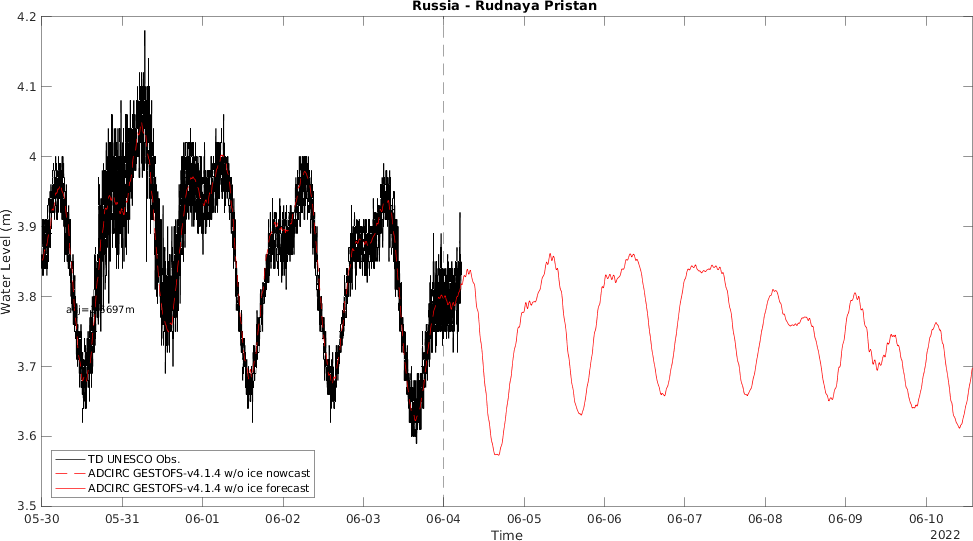 Russia - Rudnaya Pristan
4.2
4.1
4
3.9
3.8
3.7
3.6
3.5
Water Level (m)
TD UNESCO Obs.
ADCIRC GESTOFS-v4.1.4 w/o ice nowcast
ADCIRC GESTOFS-v4.1.4 w/o ice forecast
05-30 05-31 06-01 06-02 06-03 06-04 06-05 06-06 06-07 06-08 06-09 06-10
Time
2022